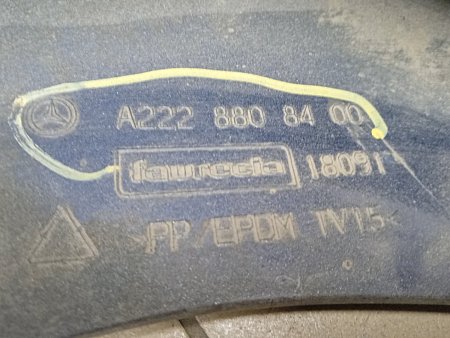 A222 880 84 00
faurecia 18091
>PP/EPDM TV15<